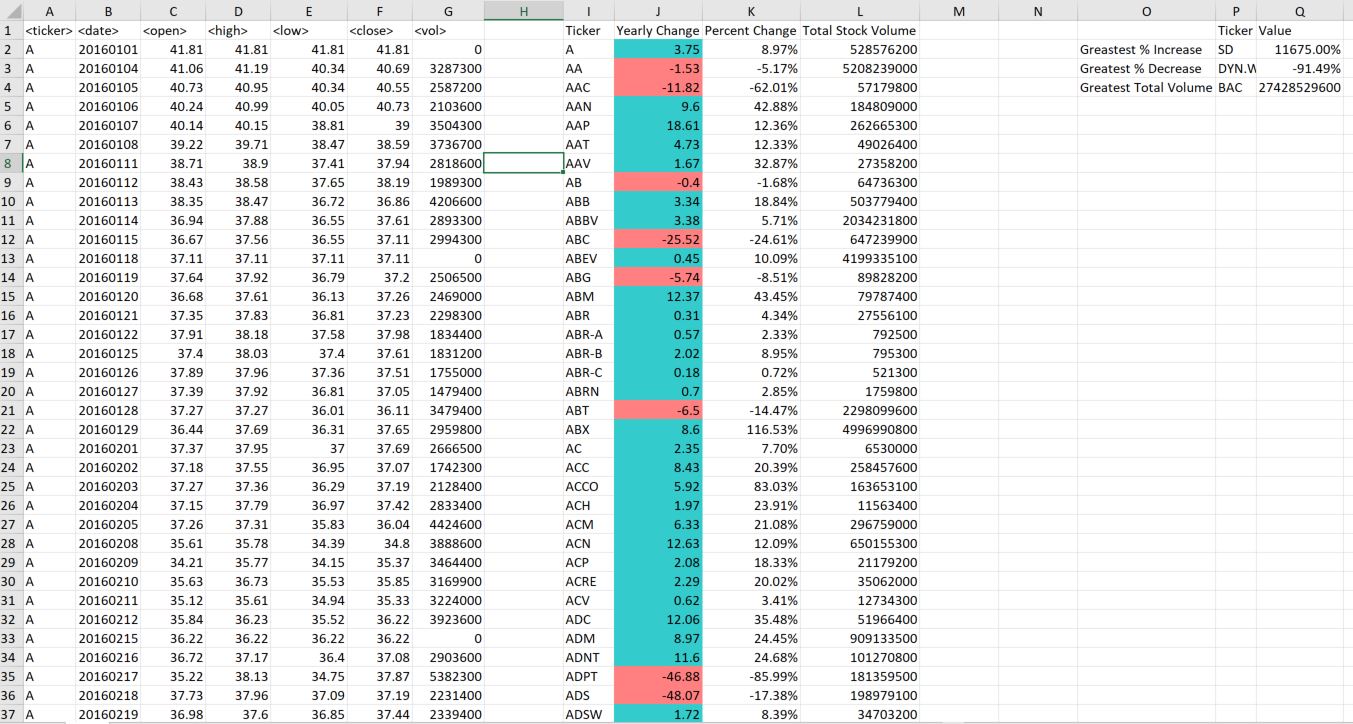 A B C D E F G H I J K L M N O P Q
1 <ticker> <date> <open> <high> <low> <close> <vol> Ticker Yearly Change Percent Change Total Stock Volume Ticker Value
2 A 20160101 41.81 41.81 41.81 41.81 0 A 3.75 8.97% 528576200 Greastest % Increase SD 11675.00%
3 A 20160104 41.06 41.19 40.34 40.69 3287300 AA -1.53 -5.17% 5208239000 Greatest % Decrease DYN.W -91.49%
4 A 20160105 40.73 40.95 40.34 40.55 2587200 AAC -11.82 -62.01% 57179800 Greatest Total Volume BAC 27428529600
5 A 20160106 40.24 40.99 40.05 40.73 2103600 AAN 9.6 42.88% 184809000
6 A 20160107 40.14 40.15 38.81 39 3504300 AAP 18.61 12.36% 262665300
7 A 20160108 39.22 39.71 38.47 38.59 3736700 AAT 4.73 12.33% 49026400
8 A 20160111 38.71 38.9 37.41 37.94 2818600 AAV 1.67 32.87% 27358200
9 A 20160112 38.43 38.58 37.65 38.19 1989300 AB -0.4 -1.68% 64736300
10 A 20160113 38.35 38.47 36.72 36.86 4206600 ABB 3.34 18.84% 503779400
11 A 20160114 36.94 37.88 36.55 37.61 2893300 ABBV 3.38 5.71% 2034231800
12 A 20160115 36.67 37.56 36.55 37.11 2994300 ABC -25.52 -24.61% 647239900
13 A 20160118 37.11 37.11 37.11 37.11 0 ABEV 0.45 10.09% 4199335100
14 A 20160119 37.64 37.92 36.79 37.2 2506500 ABG -5.74 -8.51% 89828200
15 A 20160120 36.68 37.61 36.13 37.26 2469000 ABM 12.37 43.45% 79787400
16 A 20160121 37.35 37.83 36.81 37.23 2298300 ABR 0.31 4.34% 27556100
17 A 20160122 37.91 38.18 37.58 37.98 1834400 ABR-A 0.57 2.33% 792500
18 A 20160125 37.4 38.03 37.4 37.61 1831200 ABR-B 2.02 8.95% 795300
19 A 20160126 37.89 37.96 37.36 37.51 1755000 ABR-C 0.18 0.72% 521300
20 A 20160127 37.39 37.92 36.81 37.05 1479400 ABRN 0.7 2.85% 1759800
21 A 20160128 37.27 37.27 36.01 36.11 3479400 ABT -6.5 -14.47% 2298099600
22 A 20160129 36.44 37.69 36.31 37.65 2959800 ABX 8.6 116.53% 4996990800
23 A 20160201 37.37 37.95 37 37.69 2666500 AC 2.35 7.70% 6530000
24 A 20160202 37.18 37.55 36.95 37.07 1742300 ACC 8.43 20.39% 258457600
25 A 20160203 37.27 37.36 36.29 37.19 2128400 ACCO 5.92 83.03% 163653100
26 A 20160204 37.15 37.79 36.97 37.42 2833400 ACH 1.97 23.91% 11563400
27 A 20160205 37.26 37.31 35.83 36.04 4424600 ACM 6.33 21.08% 296759000
28 A 20160208 35.61 35.78 34.39 34.8 3888600 ACN 12.63 12.09% 650155300
29 A 20160209 34.21 35.77 34.15 35.37 3464400 ACP 2.08 18.33% 21179200
30 A 20160210 35.63 36.73 35.53 35.85 3169900 ACRE 2.29 20.02% 35062000
31 A 20160211 35.12 35.61 34.94 35.33 3224000 ACV 0.62 3.41% 12734300
32 A 20160212 35.84 36.23 35.52 36.22 3923600 ADC 12.06 35.48% 51966400
33 A 20160215 36.22 36.22 36.22 36.22 0 ADM 8.97 24.45% 909133500
34 A 20160216 36.72 37.17 36.4 37.08 2903600 ADNT 11.6 24.68% 101270800
35 A 20160217 35.22 38.13 34.75 37.87 5382300 ADPT -46.88 -85.99% 181359500
36 A 20160218 37.73 37.96 37.09 37.19 2231400 ADS -48.07 -17.38% 198979100
37 A 20160219 36.98 37.6 36.85 37.44 2339400 ADSW 1.72 8.39% 34703200